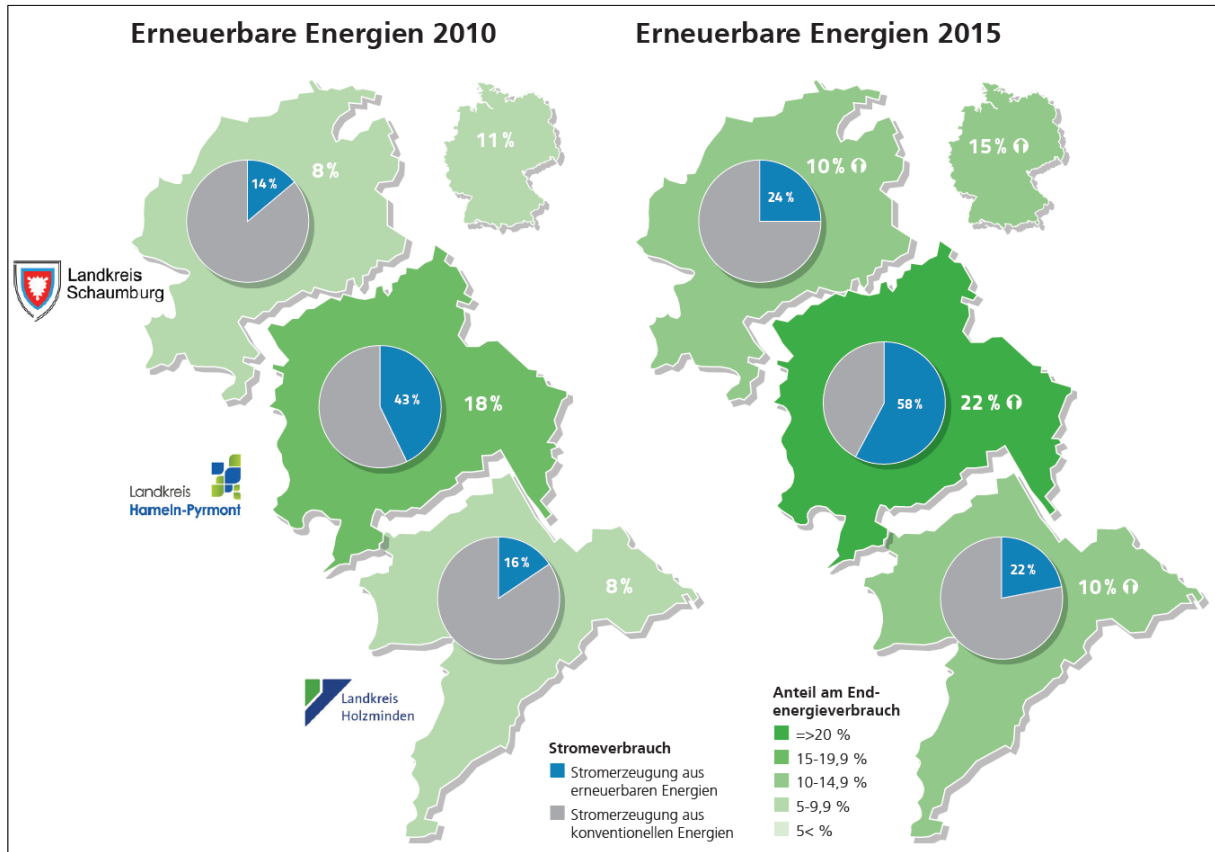 Erneuerbare Energien 2010
Erneuerbare Energien 2015
8%
14%
11%
10%
24%
15%
Landkreis
Schaumburg
43%
18%
58%
22%
Landkreis
Hameln-Pyrmont
16%
8%
22%
10%
Landkreis
Holzminden
Stromeverbrauch
Stromerzeugung aus
erneuerbaren Energien
Stromerzeugung aus
konventionellen Energien
Anteil am End-
energieverbrauch
=>20 %
15-19,9 %
10-14,9 %
5-9,9 %
5< %